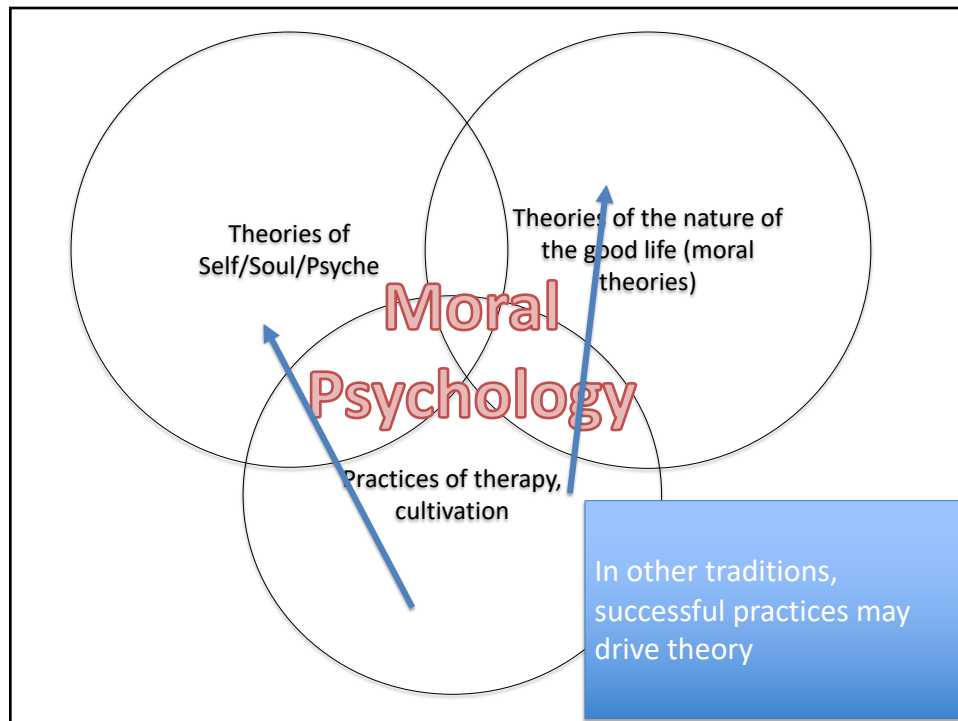 Theories of
Self/Soul/Psyche
Theories of the nature of
the good life (moral
theories)
Moral
Psychology
Practices of therapy,
cultivation
In other traditions,
successful practices may
drive theory